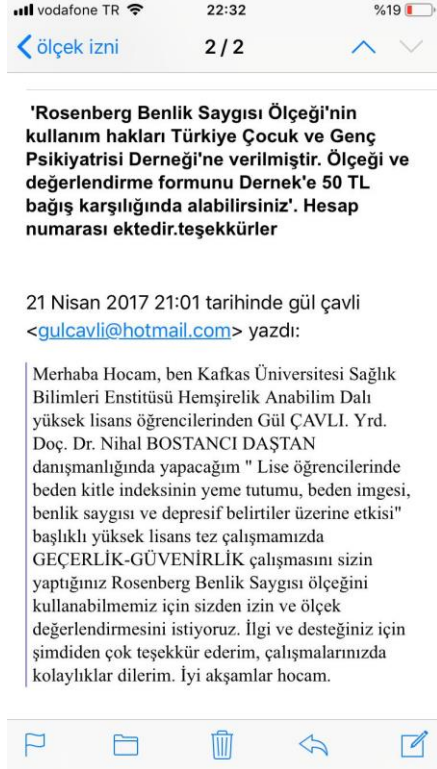 vodafone TR 22:32 %19
ölçek izni 2/2
'Rosenberg Benlik Saygısı Ölçeği'nin
kullanım hakları Türkiye Çocuk ve Genç
Psikiyatrisi Derneği'ne verilmiştir. Ölçeği ve
değerlendirme formunu Dernek'e 50 TL
bağış karşılığında alabilirsiniz'. Hesap
numarası ektedir.teşekkürler
21 Nisan 2017 21:01 tarihinde gül çavli
<gulcavli@hotmail.com> yazdı:
Merhaba Hocam, ben Kafkas Üniversitesi Sağlık
Bilimleri Enstitüsü Hemşirelik Anabilim Dalı
yüksek lisans öğrencilerinden Gül ÇAVLI. Yrd.
Doç. Dr. Nihal BOSTANCI DAŞTAN
danışmanlığında yapacağım " Lise öğrencilerinde
beden kitle indeksinin yeme tutumu, beden imgesi,
benlik saygısı ve depresif belirtiler üzerine etkisi"
başlıklı yüksek lisans tez çalışmamızda
GEÇERLİK-GÜVENİRLİK çalışmasını sizin
yaptığınız Rosenberg Benlik Saygısı ölçeğini
kullanabilmemiz için sizden izin ve ölçek
değerlendirmesini istiyoruz. İlgi ve desteğiniz için
şimdiden çok teşekkür ederim, çalışmalarınızda
kolaylıklar dilerim. İyi akşamlar hocam.